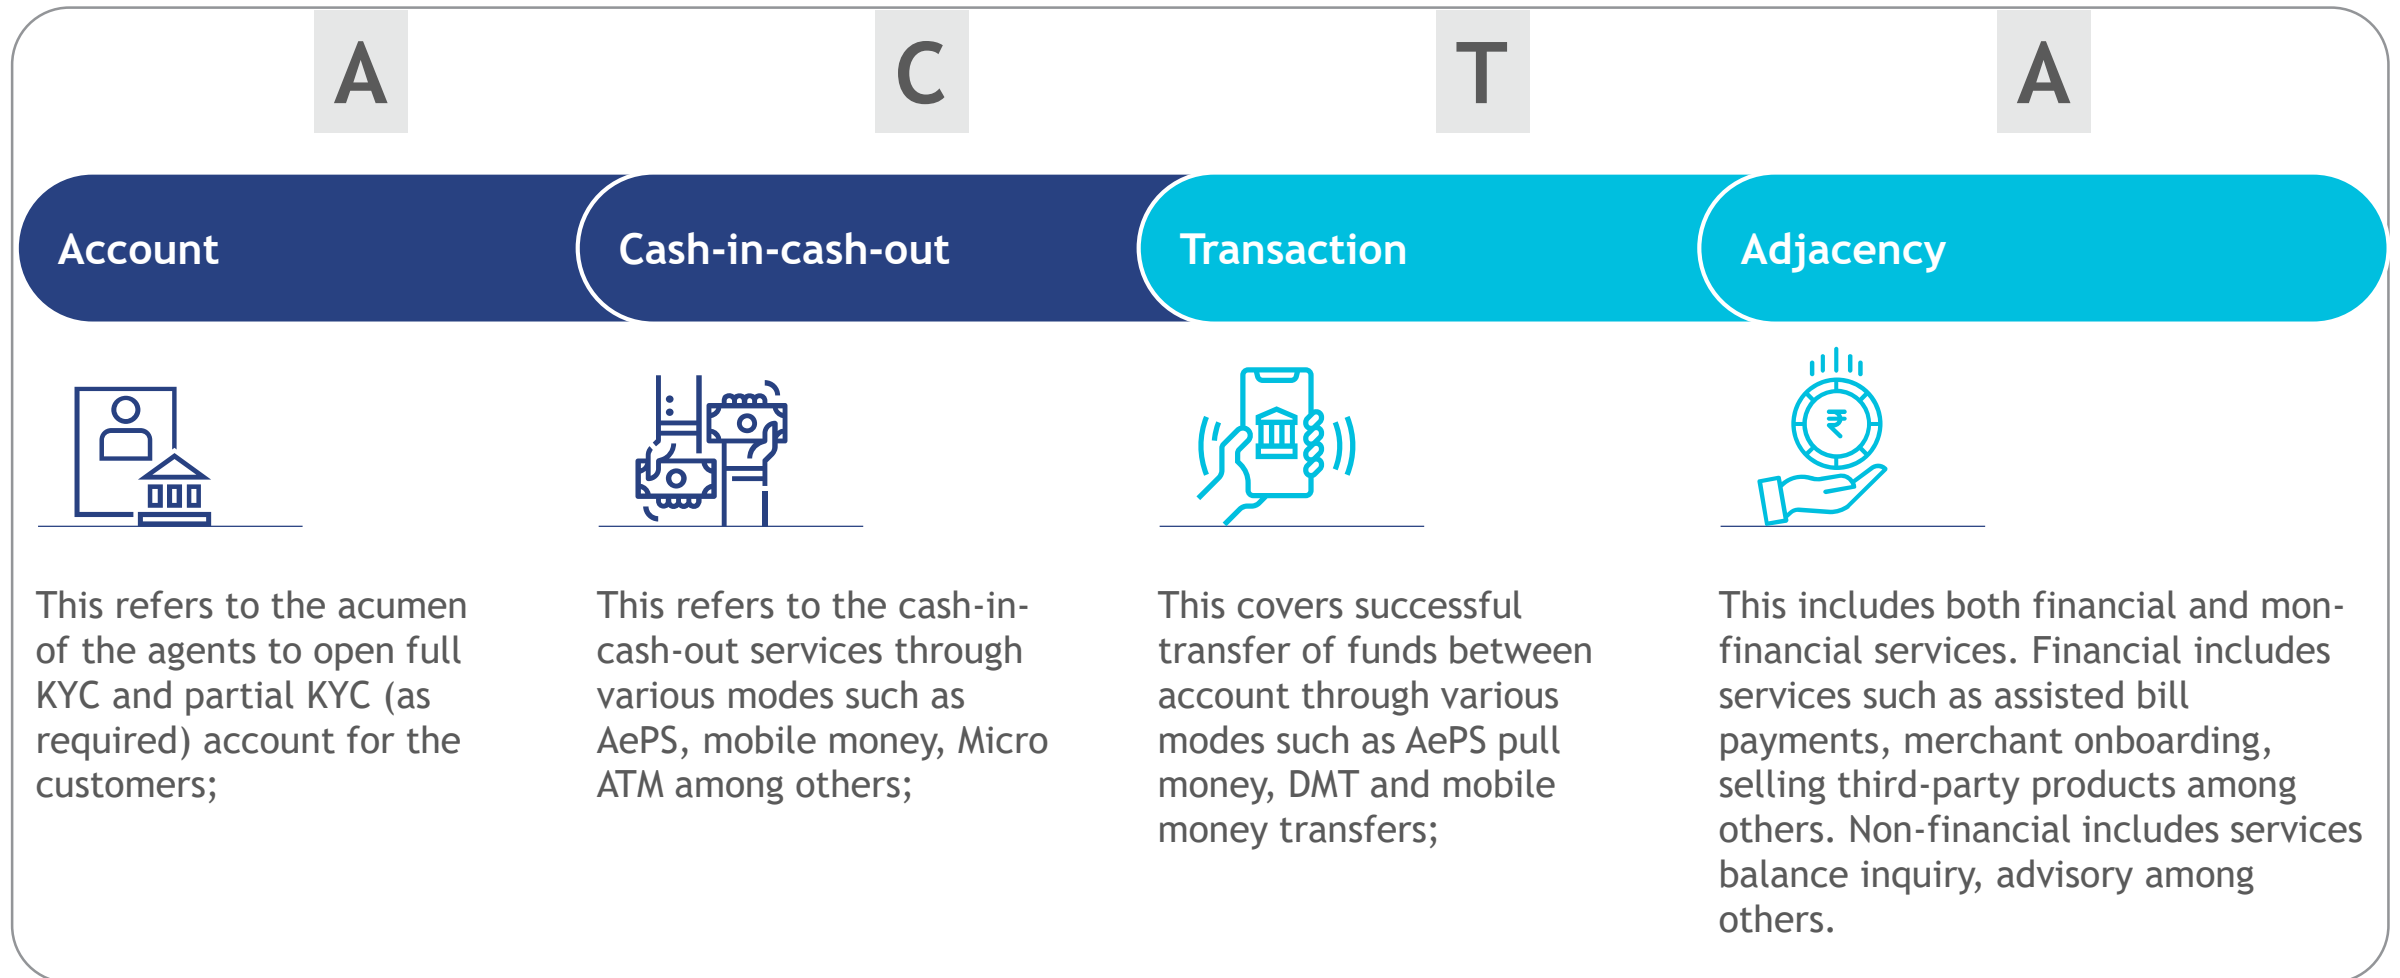 A
C
T
A
Account
Cash-in-cash-out
Transaction
Adjacency
This refers to the acumen
of the agents to open full
KYC and partial KYC (as
required) account for the
customers;
This refers to the cash-in-
cash-out services through
various modes such as
AePS, mobile money, Micro
ATM among others;
This covers successful
transfer of funds between
account through various
modes such as AePS pull
money, DMT and mobile
money transfers;
₹
This includes both financial and mon-
financial services. Financial includes
services such as assisted bill
payments, merchant onboarding,
selling third-party products among
others. Non-financial includes services
balance inquiry, advisory among
others.